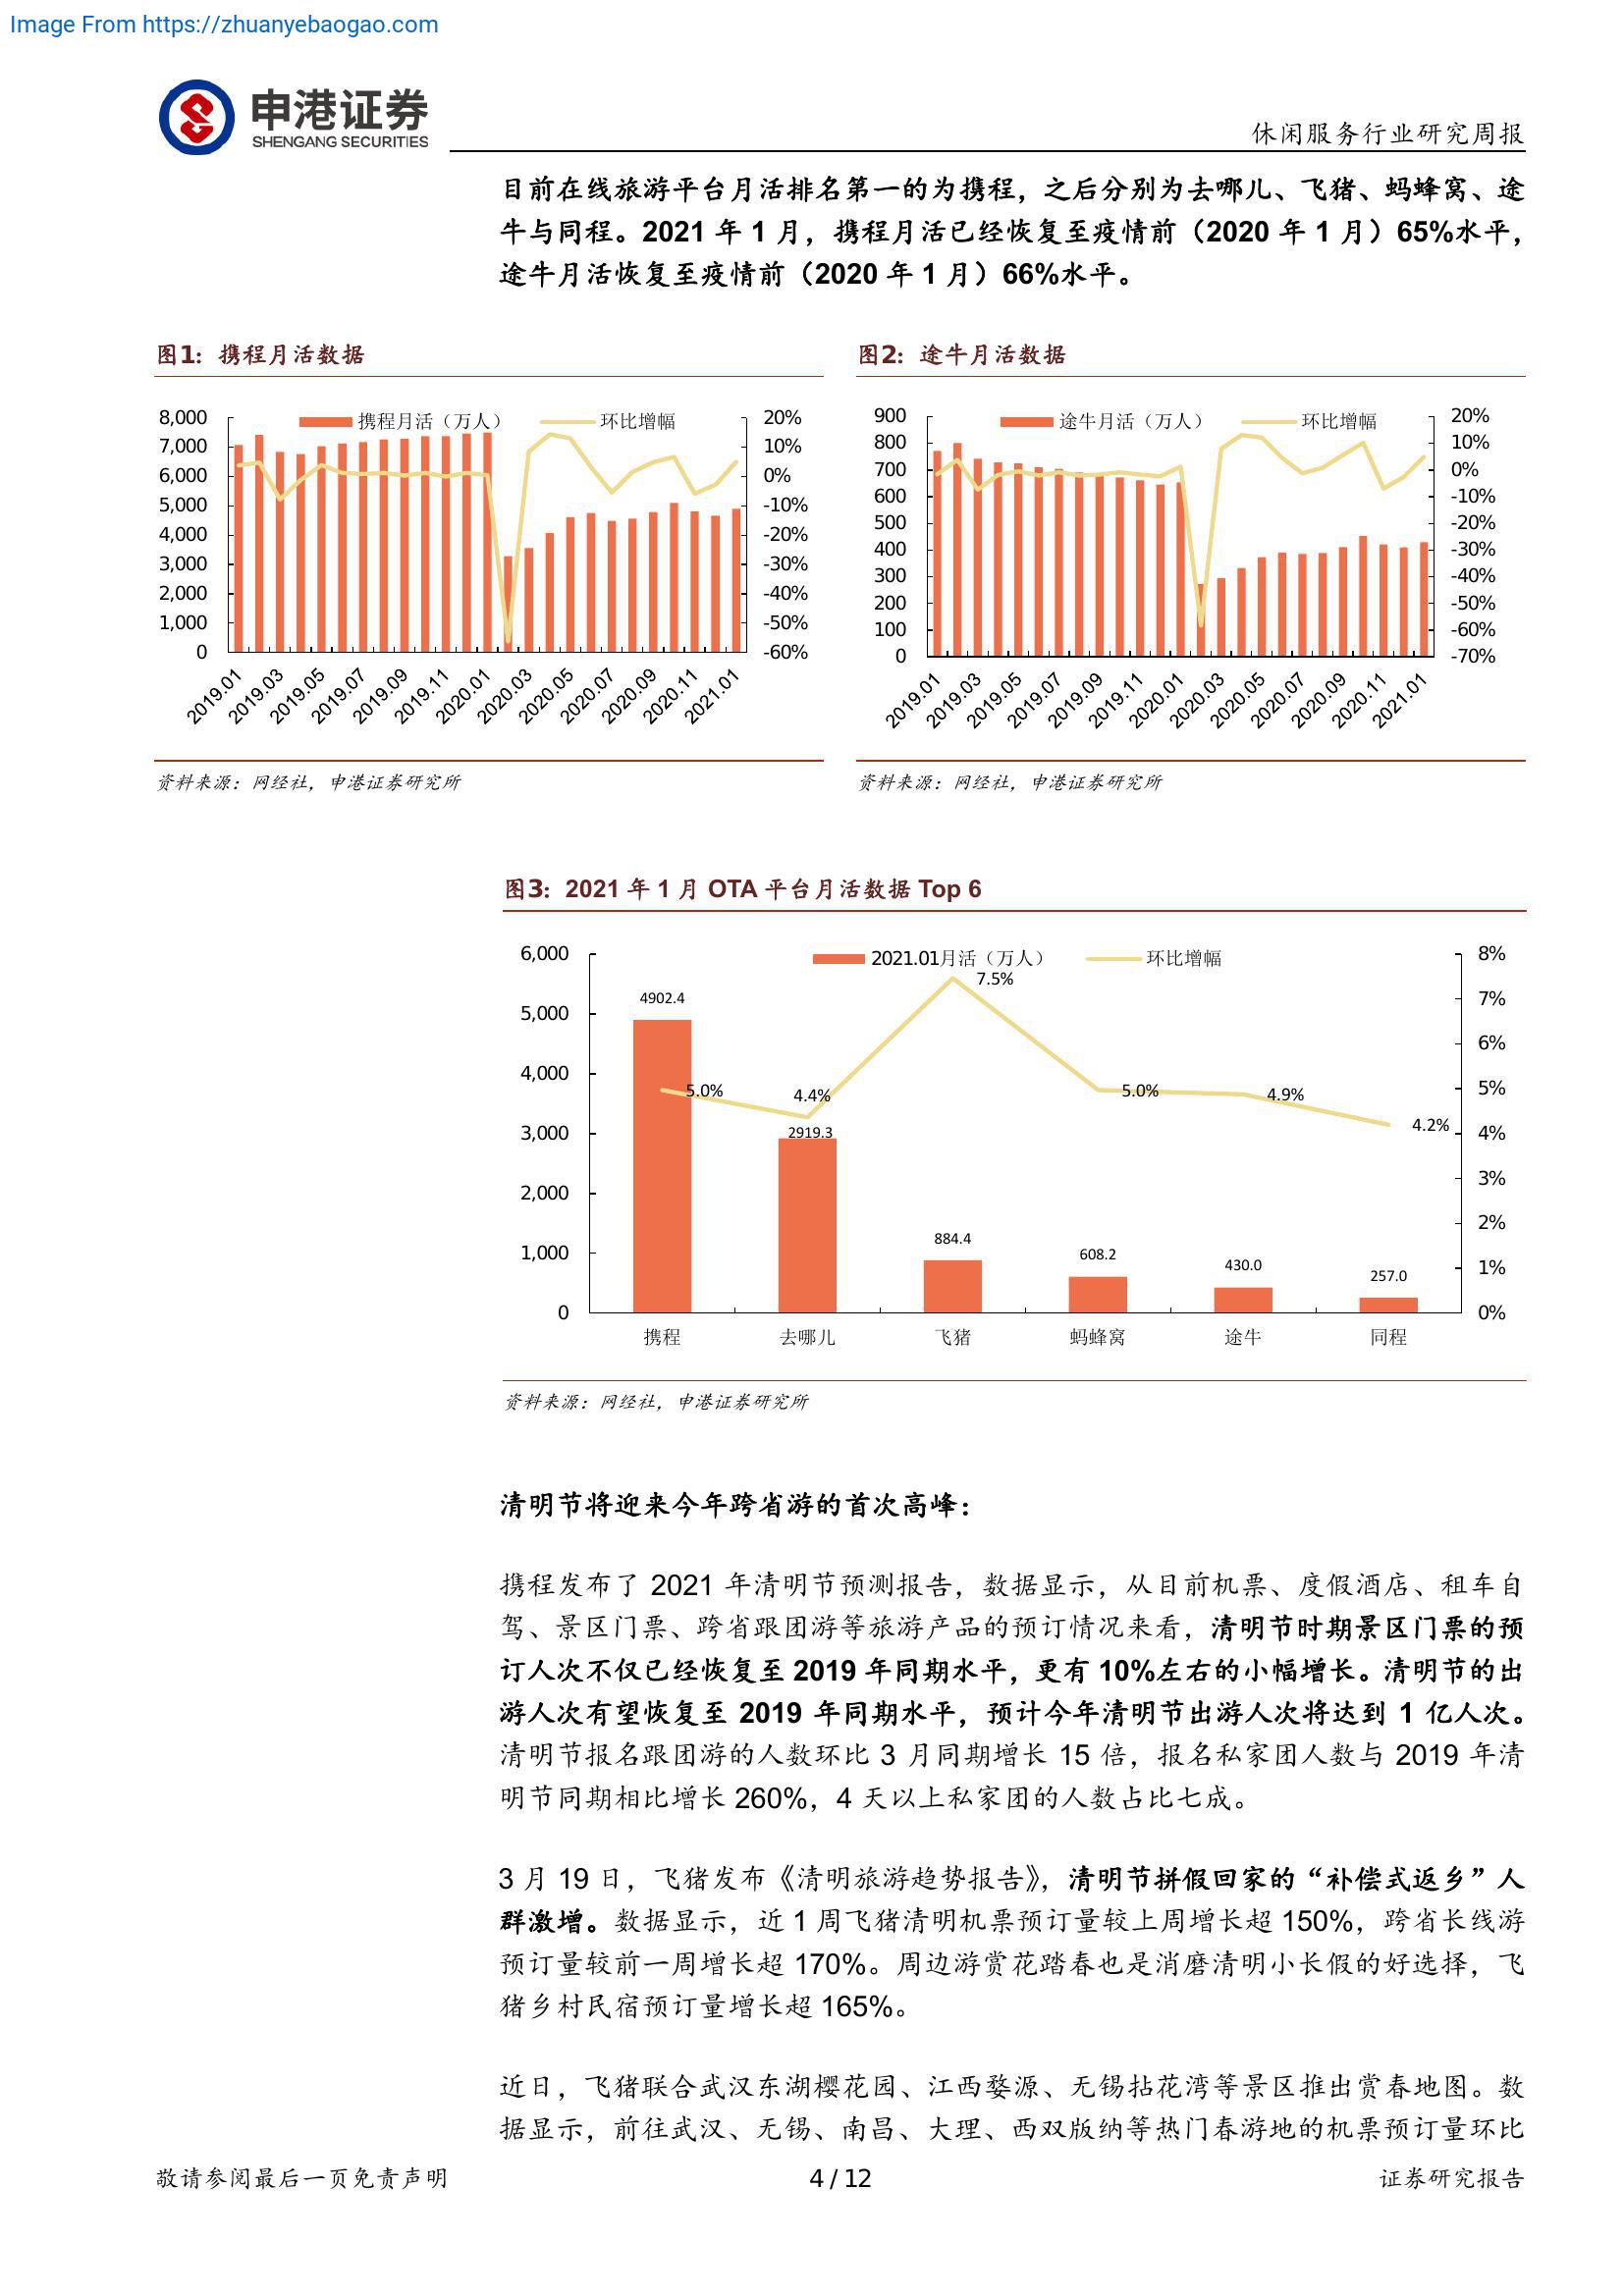 Image From https://zhuanyebaogao.com
申港证券
SHENGANG SECURITIES
休闲服务行业研究周报
目前在线旅游平台月活排名第一的为携程，之后分别为去哪儿、飞猪、蚂蜂窝、途
牛与同程。2021 年 1 月，携程月活已经恢复至疫情前（2020 年 1 月）65%水平，
途牛月活恢复至疫情前（2020 年 1 月）66%水平。
图1：携程月活数据
携程月活（万人） 环比增幅
8,000
7,000
6,000
5,000
4,000
3,000
2,000
1,000
0
20%
10%
0%
-10%
-20%
-30%
-40%
-50%
-60%
2019.01 2019.03 2019.05 2019.07 2019.09 2019.11 2020.01 2020.03 2020.05 2020.07 2020.09 2020.11 2021.01
资料来源：网经社，申港证券研究所
图2：途牛月活数据
途牛月活（万人） 环比增幅
900
800
700
600
500
400
300
200
100
0
20%
10%
0%
-10%
-20%
-30%
-40%
-50%
-60%
-70%
2019.01 2019.03 2019.05 2019.07 2019.09 2019.11 2020.01 2020.03 2020.05 2020.07 2020.09 2020.11 2021.01
资料来源：网经社，申港证券研究所
图3：2021 年 1 月 OTA 平台月活数据 Top 6
2021.01月活（万人） 环比增幅
6,000
5,000
4,000
3,000
2,000
1,000
0
8%
7%
6%
5%
4%
3%
2%
1%
0%
4902.4
2919.3
884.4
608.2
430.0
257.0
5.0%
4.4%
7.5%
5.0%
4.9%
4.2%
携程 去哪儿 飞猪 蚂蜂窝 途牛 同程
资料来源：网经社，申港证券研究所
清明节将迎来今年跨省游的首次高峰：
携程发布了 2021 年清明节预测报告，数据显示，从目前机票、度假酒店、租车自
驾、景区门票、跨省跟团游等旅游产品的预订情况来看，清明节时期景区门票的预
订人次不仅已经恢复至 2019 年同期水平，更有 10%左右的小幅增长。清明节的出
游人次有望恢复至 2019 年同期水平，预计今年清明节出游人次将达到 1 亿人次。
清明节报名跟团游的人数环比 3 月同期增长 15 倍，报名私家团人数与 2019 年清
明节同期相比增长 260%，4 天以上私家团的人数占比七成。
3 月 19 日，飞猪发布《清明旅游趋势报告》，清明节拼假回家的“补偿式返乡”人
群激增。数据显示，近 1 周飞猪清明机票预订量较上周增长超 150%，跨省长线游
预订量较前一周增长超 170%。周边游赏花踏春也是消磨清明小长假的好选择，飞
猪乡村民宿预订量增长超 165%。
近日，飞猪联合武汉东湖樱花园、江西婺源、无锡拈花湾等景区推出赏春地图。数
据显示，前往武汉、无锡、南昌、大理、西双版纳等热门春游地的机票预订量环比
敬请参阅最后一页免责声明
4 / 12
证券研究报告